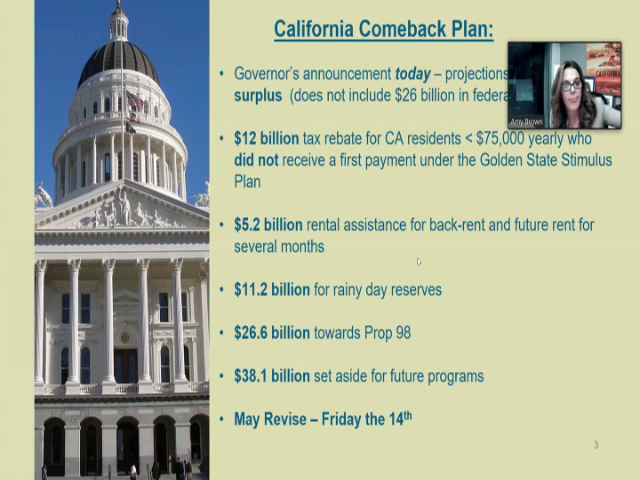 California Comeback Plan:
• Governor's announcement today – projections
surplus (does not include $26 billion in federa
CALIFORNIA
Amy Brown
• $12 billion tax rebate for CA residents < $75,000 yearly who
did not receive a first payment under the Golden State Stimulus
Plan
• $5.2 billion rental assistance for back-rent and future rent for
several months
• $11.2 billion for rainy day reserves
• $26.6 billion towards Prop 98
• $38.1 billion set aside for future programs
• May Revise – Friday the 14th
3